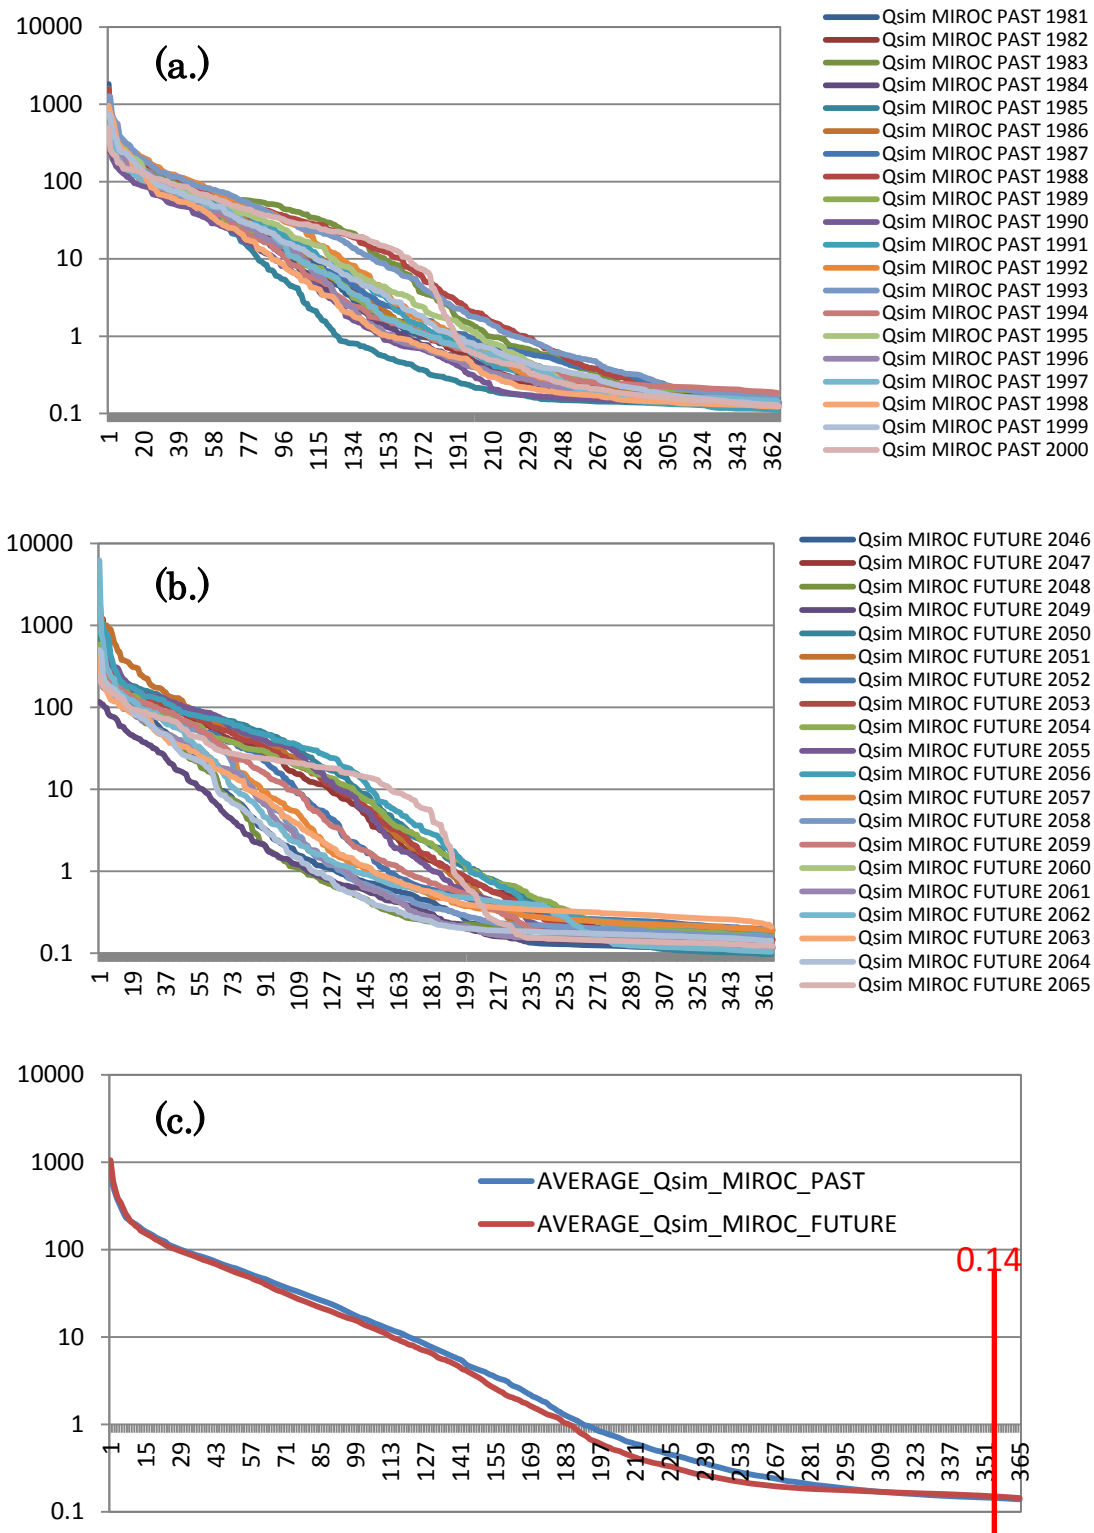 10000
1000
100
10
1
0.1
(a.)
1 20 39 58 77 96 115 134 153 172 191 210 229 248 267 286 305 324 343 362
Qsim MIROC PAST 1981
Qsim MIROC PAST 1982
Qsim MIROC PAST 1983
Qsim MIROC PAST 1984
Qsim MIROC PAST 1985
Qsim MIROC PAST 1986
Qsim MIROC PAST 1987
Qsim MIROC PAST 1988
Qsim MIROC PAST 1989
Qsim MIROC PAST 1990
Qsim MIROC PAST 1991
Qsim MIROC PAST 1992
Qsim MIROC PAST 1993
Qsim MIROC PAST 1994
Qsim MIROC PAST 1995
Qsim MIROC PAST 1996
Qsim MIROC PAST 1997
Qsim MIROC PAST 1998
Qsim MIROC PAST 1999
Qsim MIROC PAST 2000
10000
1000
100
10
1
0.1
(b.)
1 19 37 55 73 91 109 127 145 163 181 199 217 235 253 271 289 307 325 343 361
Qsim MIROC FUTURE 2046
Qsim MIROC FUTURE 2047
Qsim MIROC FUTURE 2048
Qsim MIROC FUTURE 2049
Qsim MIROC FUTURE 2050
Qsim MIROC FUTURE 2051
Qsim MIROC FUTURE 2052
Qsim MIROC FUTURE 2053
Qsim MIROC FUTURE 2054
Qsim MIROC FUTURE 2055
Qsim MIROC FUTURE 2056
Qsim MIROC FUTURE 2057
Qsim MIROC FUTURE 2058
Qsim MIROC FUTURE 2059
Qsim MIROC FUTURE 2060
Qsim MIROC FUTURE 2061
Qsim MIROC FUTURE 2062
Qsim MIROC FUTURE 2063
Qsim MIROC FUTURE 2064
Qsim MIROC FUTURE 2065
10000
1000
100
10
1
0.1
(c.)
AVERAGE_Qsim_MIROC_PAST
AVERAGE_Qsim_MIROC_FUTURE
0.14
1 15 29 43 57 71 85 99 113 127 141 155 169 183 197 211 225 239 253 267 281 295 309 323 337 351 365